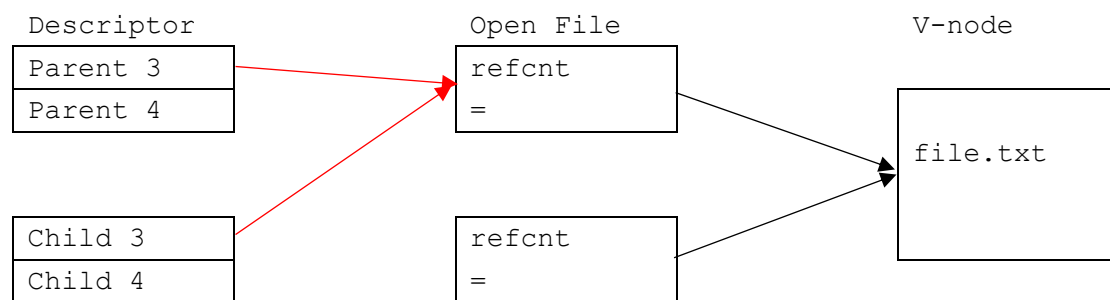 Descriptor Open File V-node
Parent 3 refcnt
Parent 4 =
file.txt
Child 3 refcnt
Child 4 =